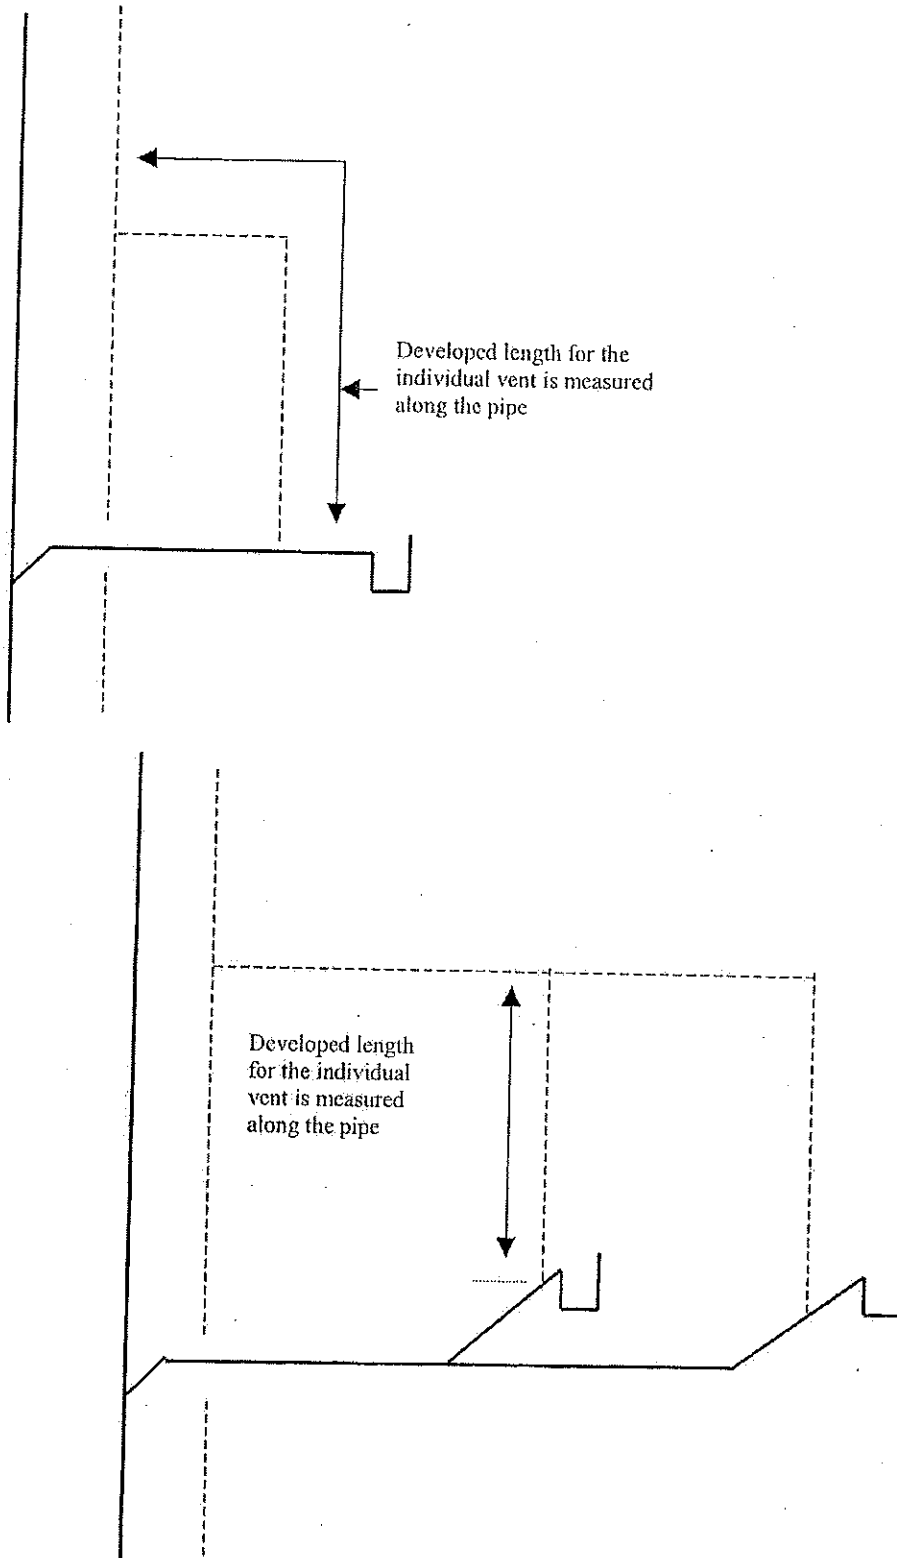 Developed length for the
individual vent is measured
along the pipe
Developed length
for the individual
vent is measured
along the pipe